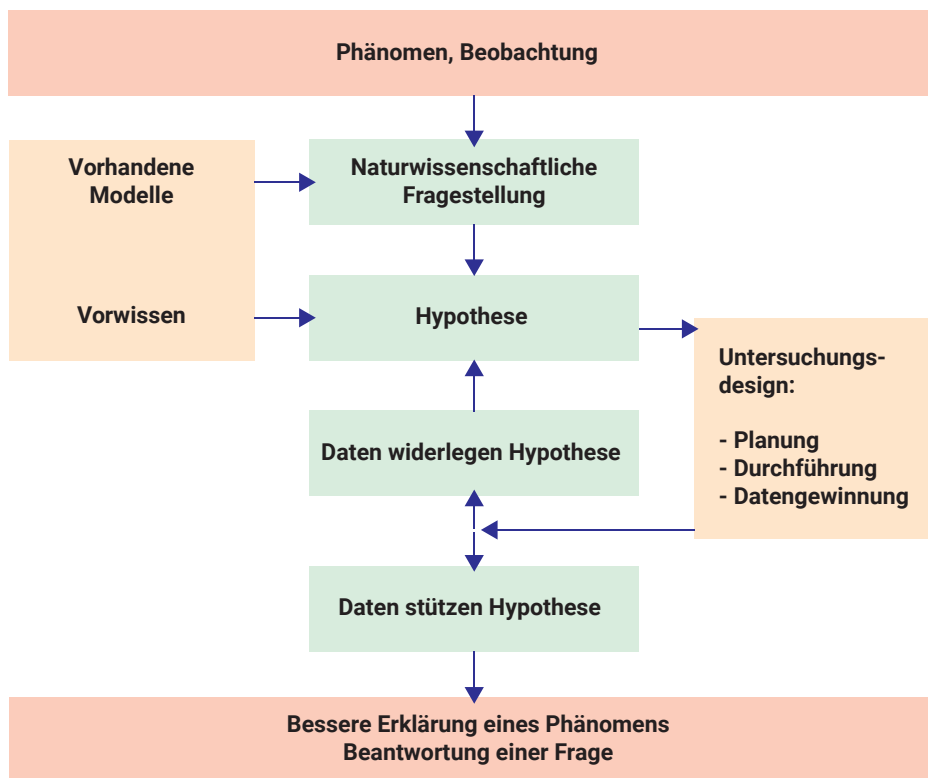 Phänomen, Beobachtung
Vorhandene
Modelle
Naturwissenschaftliche
Fragestellung
Vorwissen
Hypothese
Untersuchungs-
design:
- Planung
- Durchführung
- Datengewinnung
Daten widerlegen Hypothese
Daten stützen Hypothese
Bessere Erklärung eines Phänomens
Beantwortung einer Frage